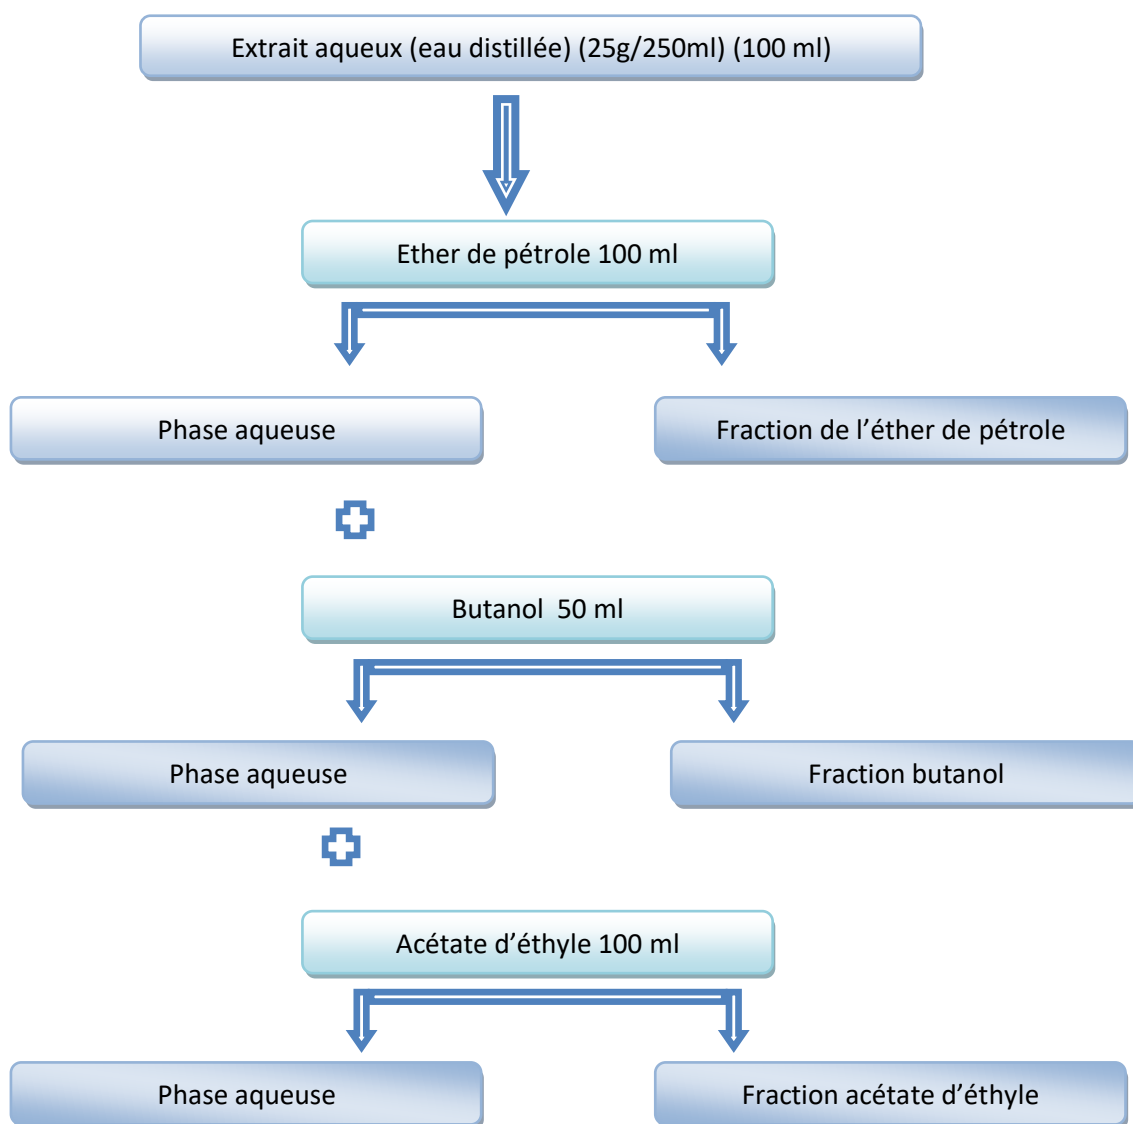 Extrait aqueux (eau distillée) (25g/250ml) (100 ml)
Ether de pétrole 100 ml
Phase aqueuse
Fraction de l’éther de pétrole
Butanol  50 ml
Phase aqueuse
Fraction butanol
Acétate d’éthyle 100 ml
Phase aqueuse
Fraction acétate d’éthyle